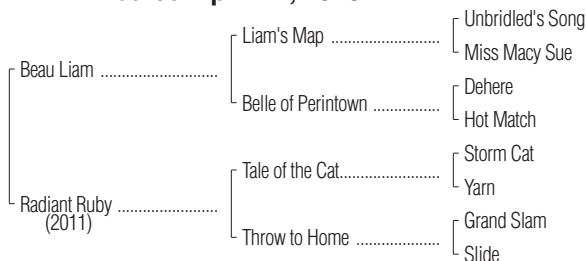 Unbridled's Song
Liam's Map
Miss Macy Sue
Beau Liam
Dehere
Belle of Perintown
Hot Match
Storm Cat
Tale of the Cat
Yarn
Radiant Ruby
(2011)
Grand Slam
Throw to Home
Slide